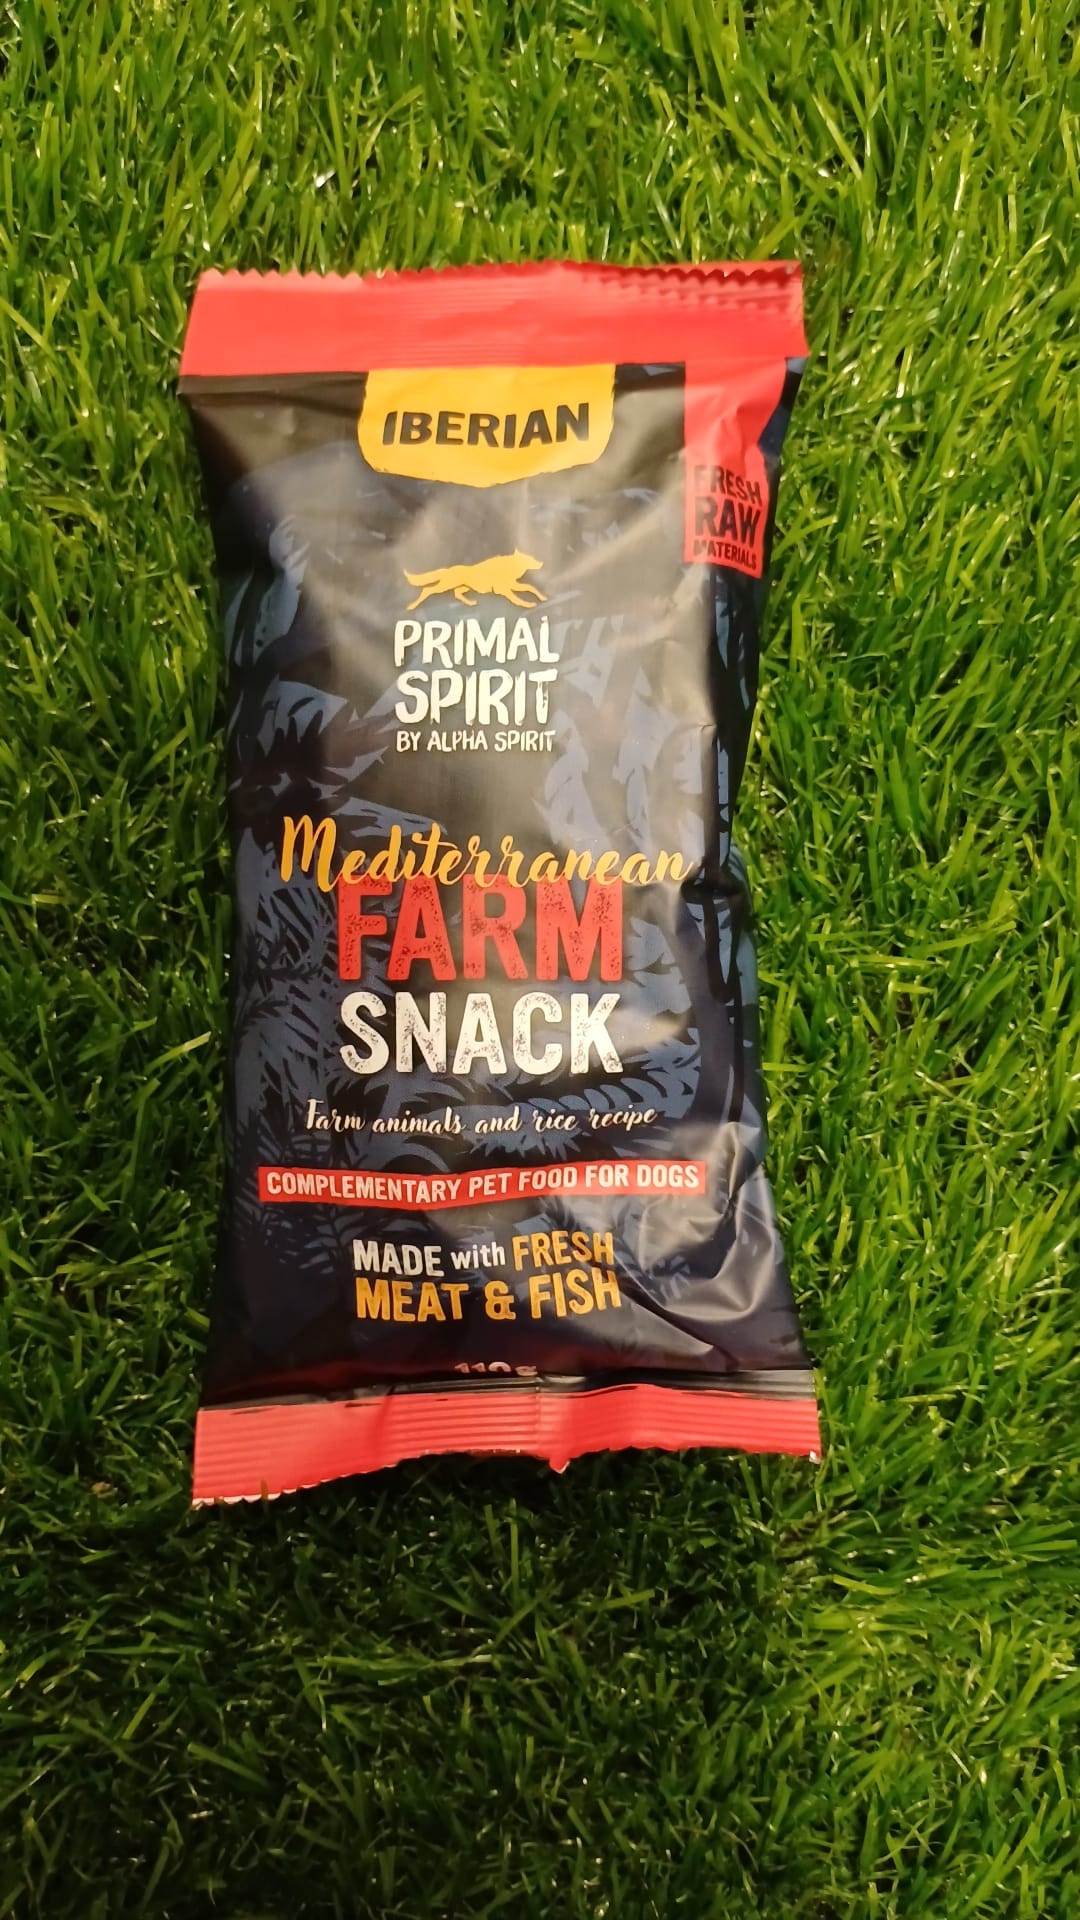 IBERIAN
FRESH
RAW
MATERIALS
PRIMAL
SPIRIT
BY ALPHA SPIRIT
Mediterranean
FARM
SNACK
Farm animals and rice recipe
COMPLEMENTARY PET FOOD FOR DOGS
MADE with FRESH
MEAT & FISH
110g